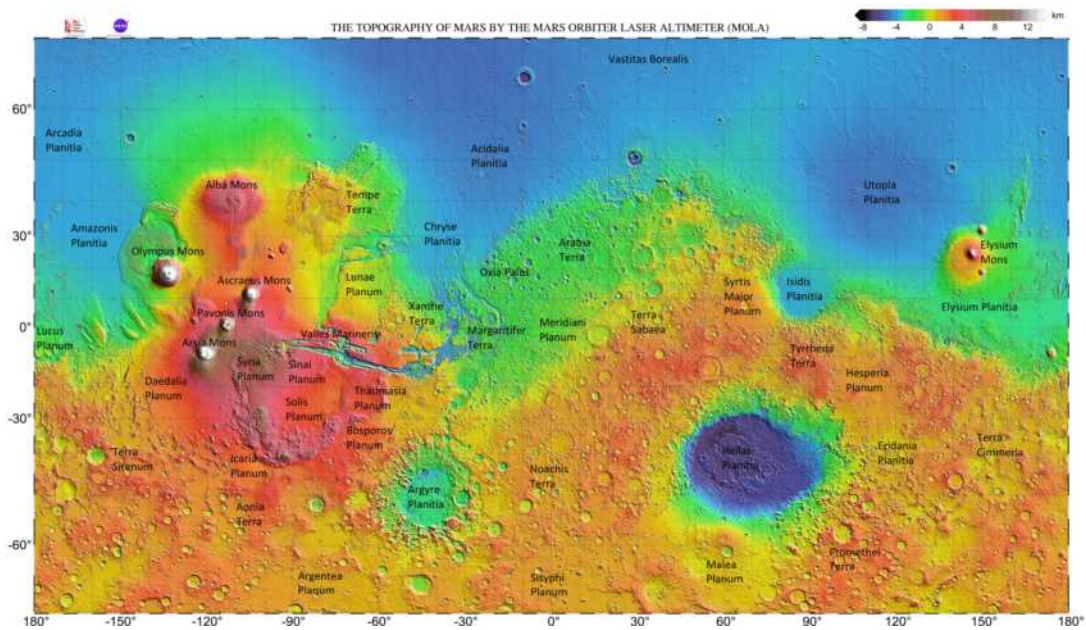 THE TOPOGRAPHY OF MARS BY THE MARS ORBITER LASER ALTIMETER (MOLA)
km
-8 -4 0 4 8 12
Vastitas Borealis
60°
Arcadia
Planitia
Acidalia
Planitia
Alba Mons
Tempe
Terra
Utopia
Planitia
Amazonis
Planitia
30°
Olympus Mons
Chryse
Planitia
Arabia
Terra
Elysium
Mons
Ascraeus Mons
Lunae
Planum
Oxia Palus
Syrtis
Major
Planum
Isidis
Planitia
Pavonis Mons
Xanthe
Terra
Elysium Planitia
0°
Lucus
Planum
Arsia Mons
Valles Marineris
Margaritifer
Terra
Meridiani
Planum
Terra
Sabaea
Tyrrhena
Terra
Syria
Planum
Sinai
Planum
Hesperia
Planum
Daedalia
Planum
Solis
Planum
Thaumasia
Planum
-30°
Bosporos
Planum
Terra
Sirenum
Icaria
Planum
Noachis
Terra
Hellas
Planitia
Eridania
Planitia
Terra
Cimmeria
Argyre
Planitia
Aonia
Terra
-60°
Argentea
Planum
Sisyphi
Planum
Malea
Planum
Promethei
Terra
180° -150° -120° -90° -60° -30° 0° 30° 60° 90° 120° 150° 180°